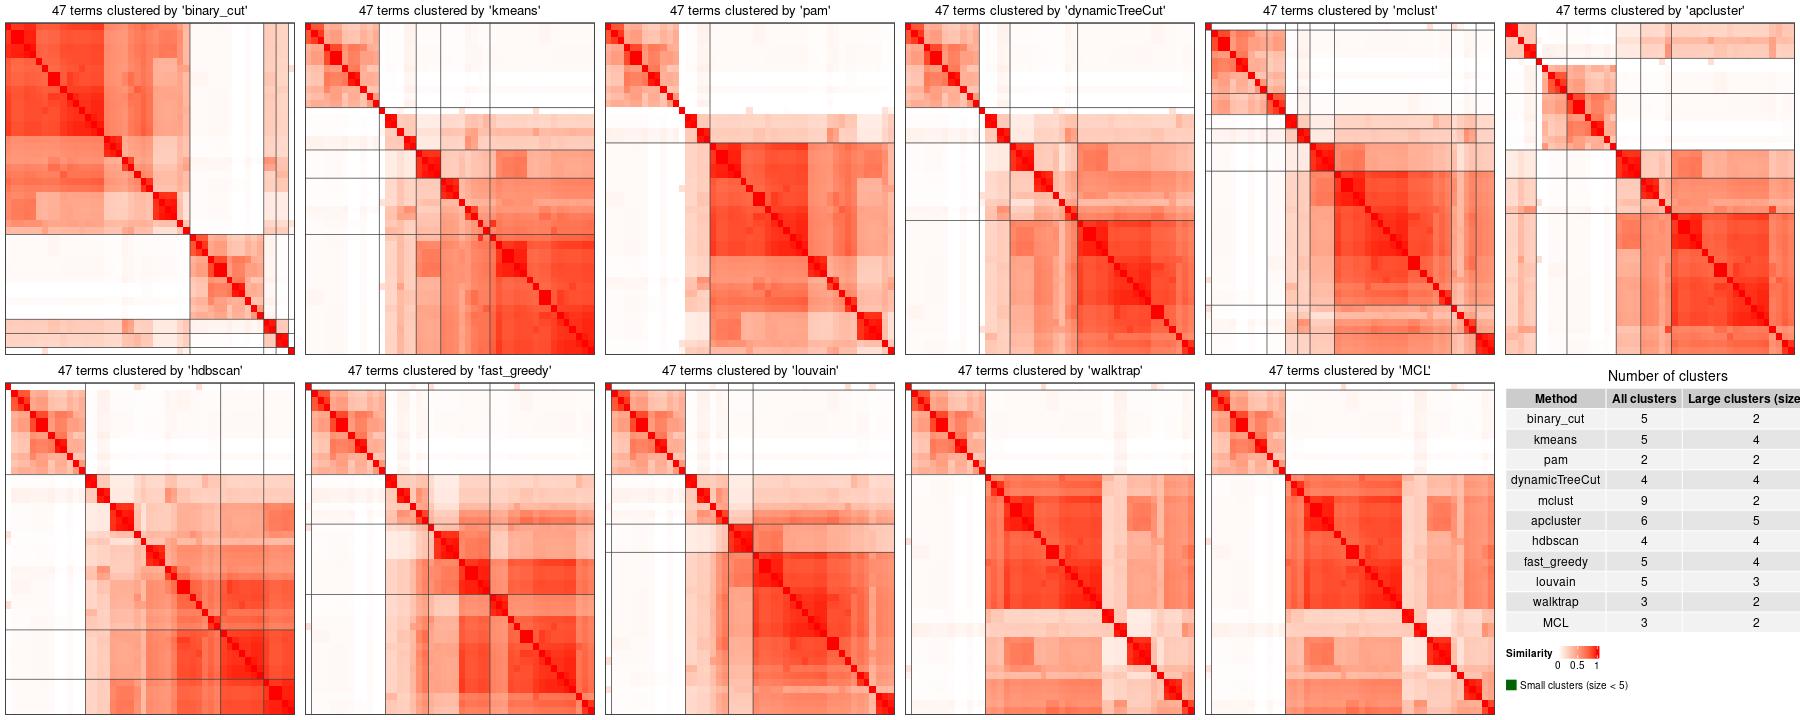 47 terms clustered by 'binary_cut'
47 terms clustered by 'kmeans'
47 terms clustered by 'pam'
47 terms clustered by 'dynamicTreeCut'
47 terms clustered by 'mclust'
47 terms clustered by 'apcluster'
47 terms clustered by 'hdbscan'
47 terms clustered by 'fast_greedy'
47 terms clustered by 'louvain'
47 terms clustered by 'walktrap'
47 terms clustered by 'MCL'
Number of clusters
Method All clusters Large clusters (size
binary_cut 5 2
kmeans 5 4
pam 2 2
dynamicTreeCut 4 4
mclust 9 2
apcluster 6 5
hdbscan 4 4
fast_greedy 5 4
louvain 5 3
walktrap 3 2
MCL 3 2
Similarity
0 0.5 1
Small clusters (size < 5)